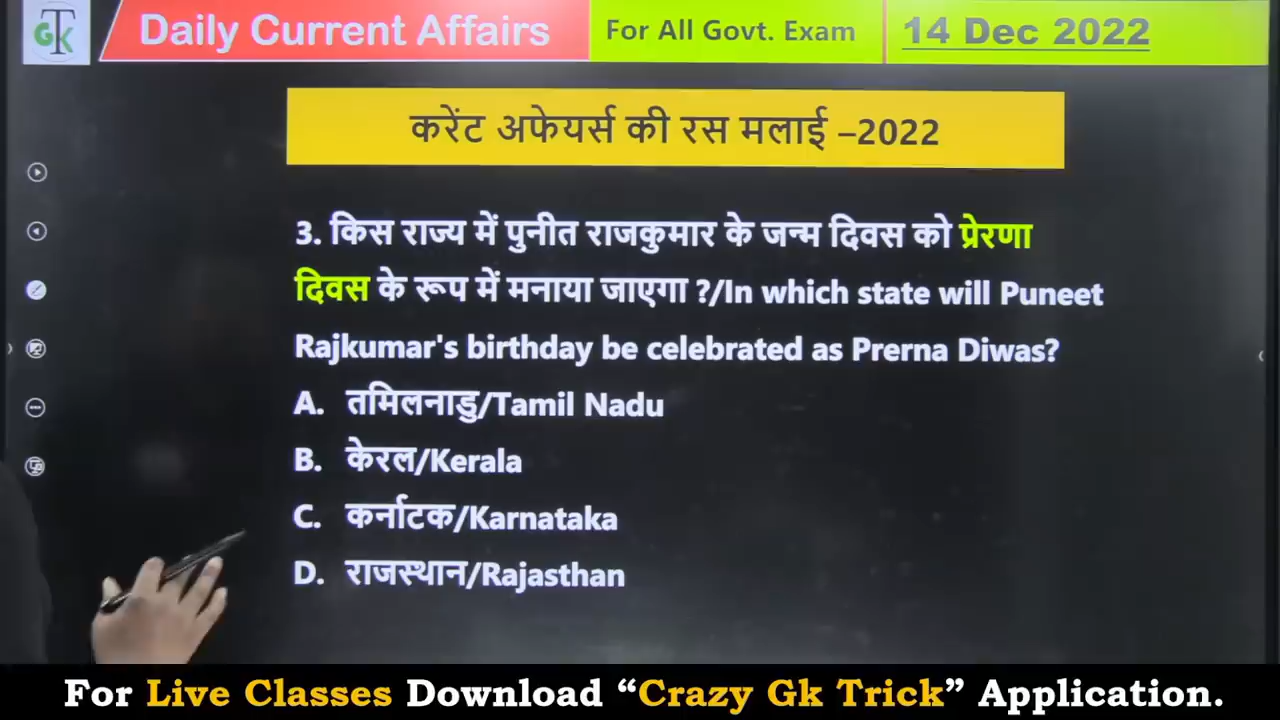 GTK
Daily Current Affairs
For All Govt. Exam
14 Dec 2022
करेंट अफेयर्स की रस मलाई –2022
3. किस राज्य में पुनीत राजकुमार के जन्म दिवस को प्रेरणा
दिवस के रूप में मनाया जाएगा ?/In which state will Puneet
Rajkumar's birthday be celebrated as Prerna Diwas?
A. तमिलनाडु/Tamil Nadu
B. केरल/Kerala
C. कर्नाटक/Karnataka
D. राजस्थान/Rajasthan
For Live Classes Download “Crazy Gk Trick” Application.